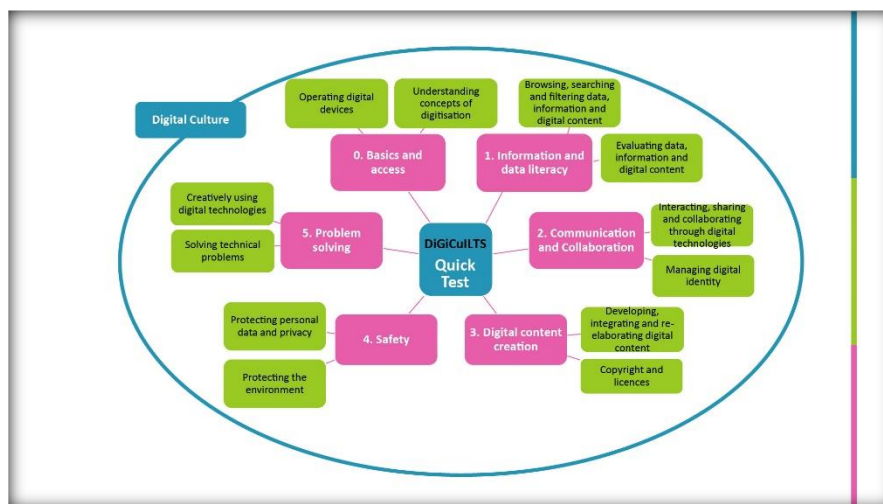 Digital Culture
Operating digital
devices
Understanding
concepts of
digitisation
0. Basics and
access
Browsing, searching
and filtering data,
information and
digital content
Evaluating data,
information and
digital content
1. Information and
data literacy
Interacting, sharing
and collaborating
through digital
technologies
Managing digital
identity
2. Communication
and Collaboration
DiGiCulLTS
Quick
Test
Creatively using
digital technologies
Solving technical
problems
5. Problem
solving
Protecting personal
data and privacy
Protecting the
environment
4. Safety
3. Digital content
creation
Developing,
integrating and re-
elaborating digital
content
Copyright and
licences